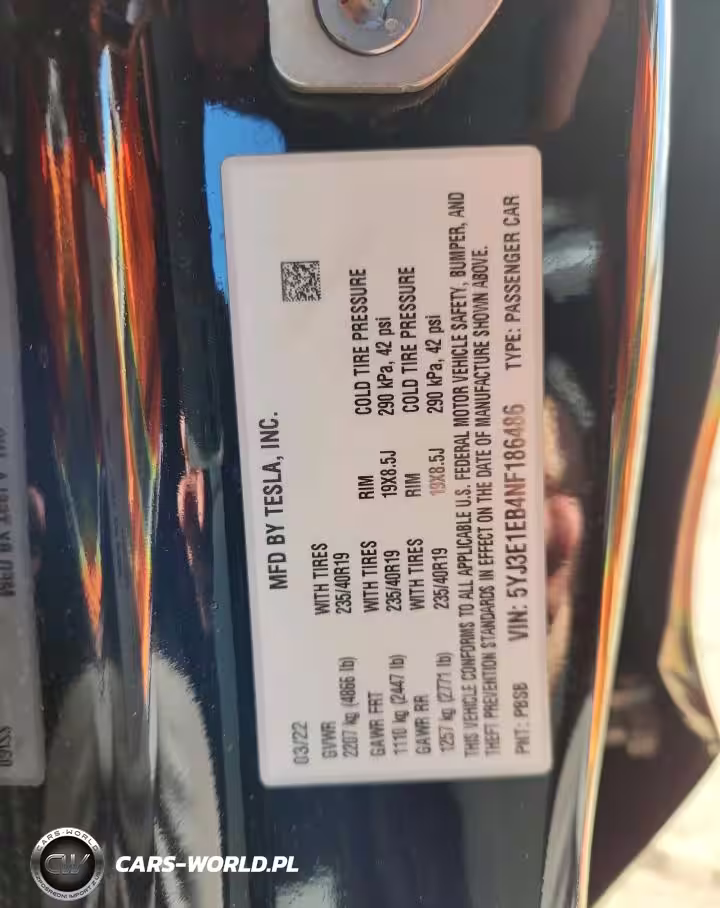 MFD BY TESLA, INC.
03/22
GVWR WITH TIRES
2207 kg (4866 lb) 235/40R19
GAWR FRT WITH TIRES RIM COLD TIRE PRESSURE
1110 kg (2447 lb) 235/40R19 19X8.5J 290 kPa, 42 psi
GAWR RR WITH TIRES RIM COLD TIRE PRESSURE
1257 kg (2771 lb) 235/40R19 19X8.5J 290 kPa, 42 psi
THIS VEHICLE CONFORMS TO ALL APPLICABLE U.S. FEDERAL MOTOR VEHICLE SAFETY, BUMPER, AND
THEFT PREVENTION STANDARDS IN EFFECT ON THE DATE OF MANUFACTURE SHOWN ABOVE.
PNT: PBSB VIN: 5YJ3E1EB4NF186486 TYPE: PASSENGER CAR
CARS-WORLD
CW
CARS-WORLD.PL